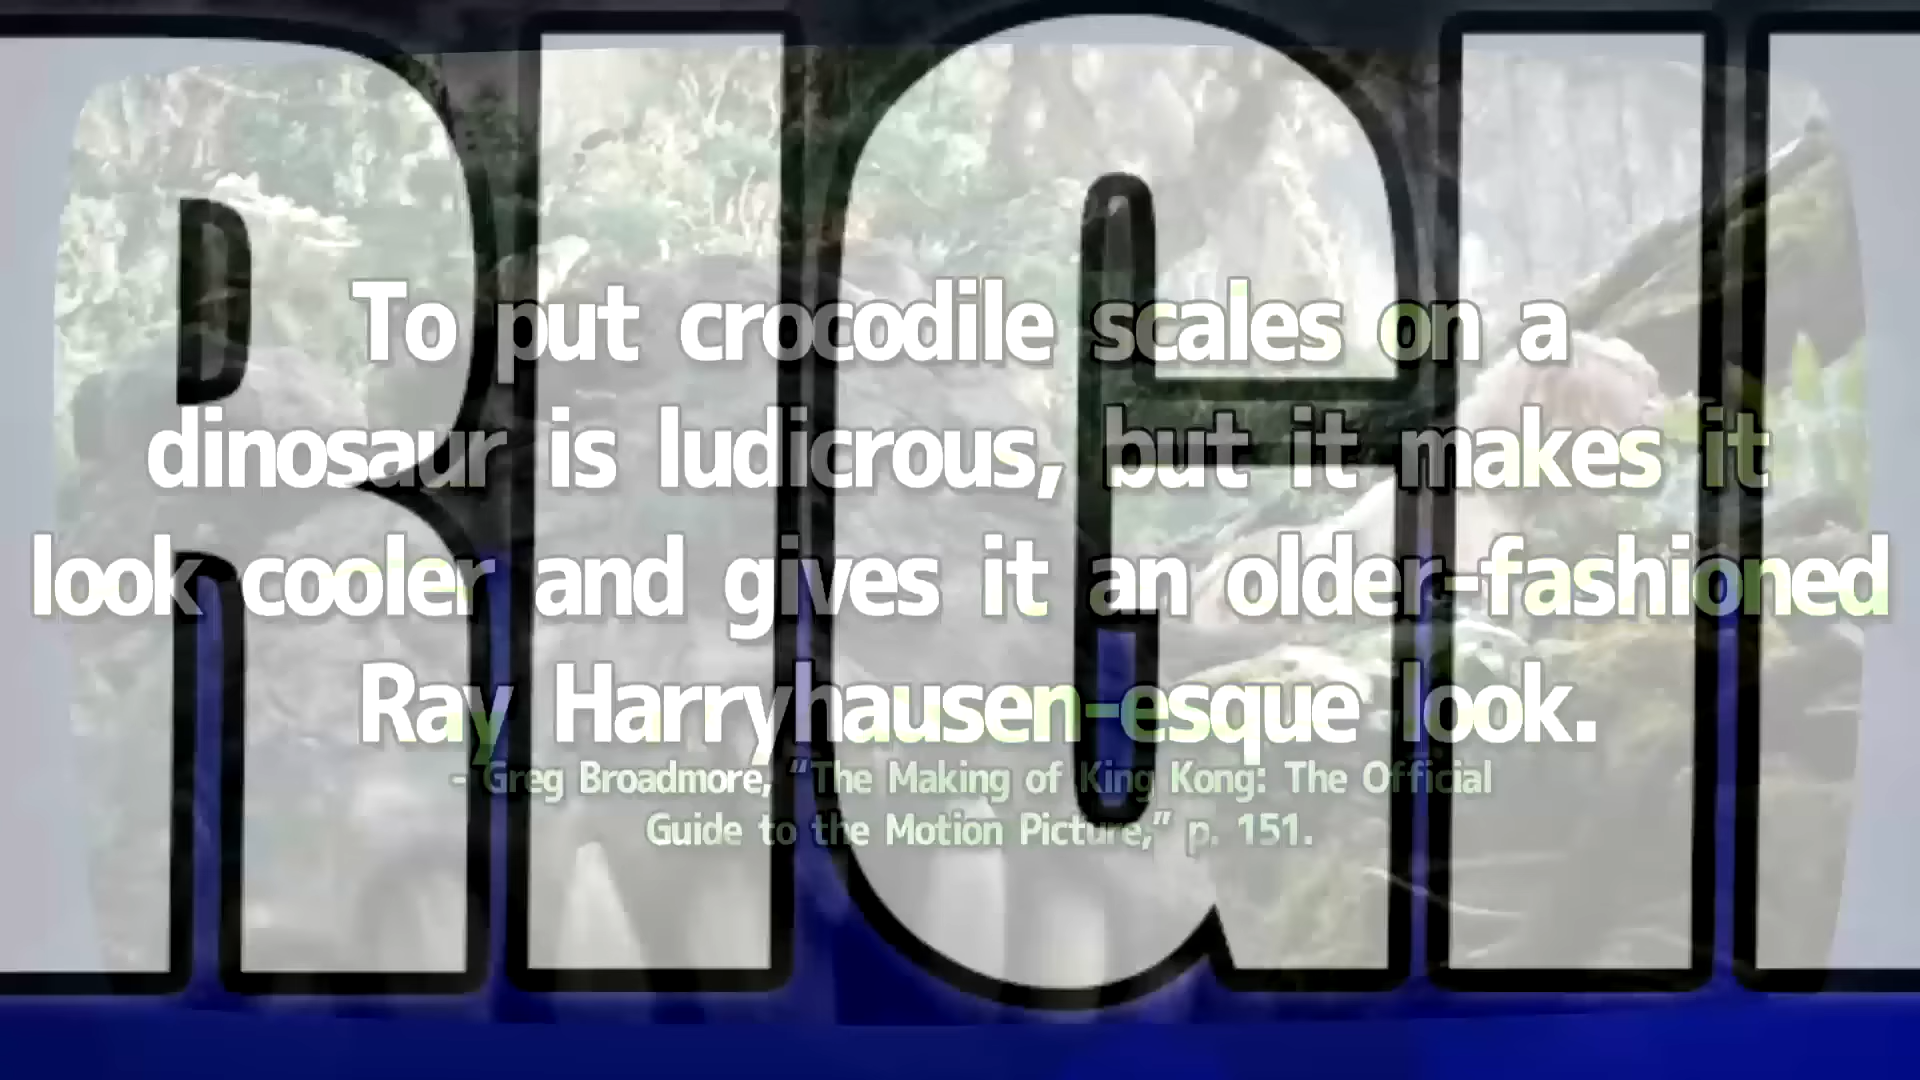 RIGH
To put crocodile scales on a
dinosaur is ludicrous, but it makes it
look cooler and gives it an older-fashioned
Ray Harryhausen-esque look.
- Greg Broadmore, “The Making of King Kong: The Official
Guide to the Motion Picture,” p. 151.